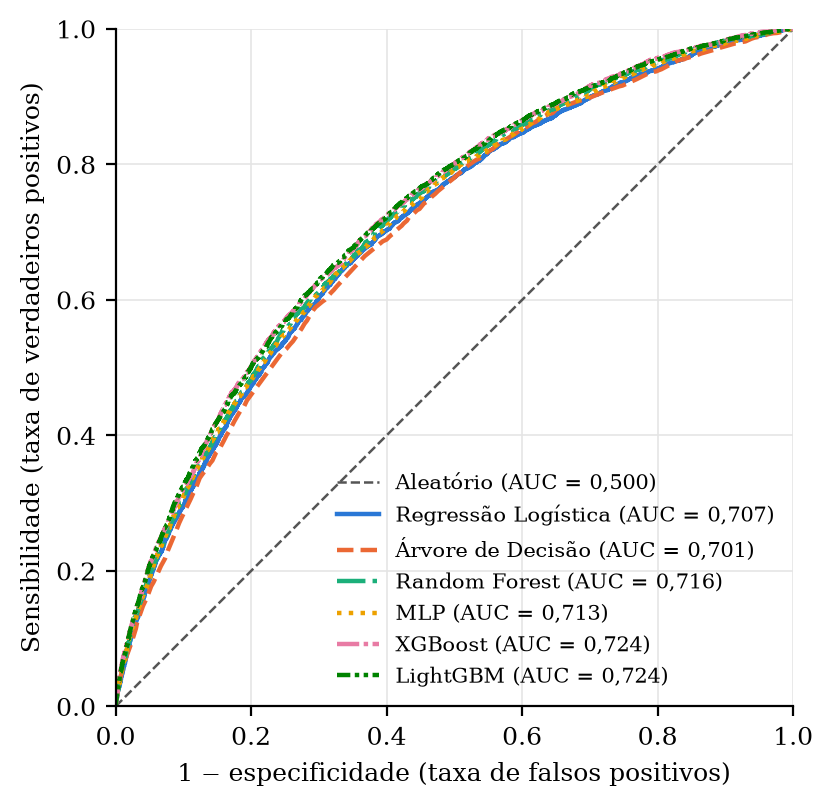 1.0
0.8
0.6
0.4
0.2
0.0
Sensibilidade (taxa de verdadeiros positivos)
Aleatório (AUC = 0,500)
Regressão Logística (AUC = 0,707)
Árvore de Decisão (AUC = 0,701)
Random Forest (AUC = 0,716)
MLP (AUC = 0,713)
XGBoost (AUC = 0,724)
LightGBM (AUC = 0,724)
0.0 0.2 0.4 0.6 0.8 1.0
1 − especificidade (taxa de falsos positivos)